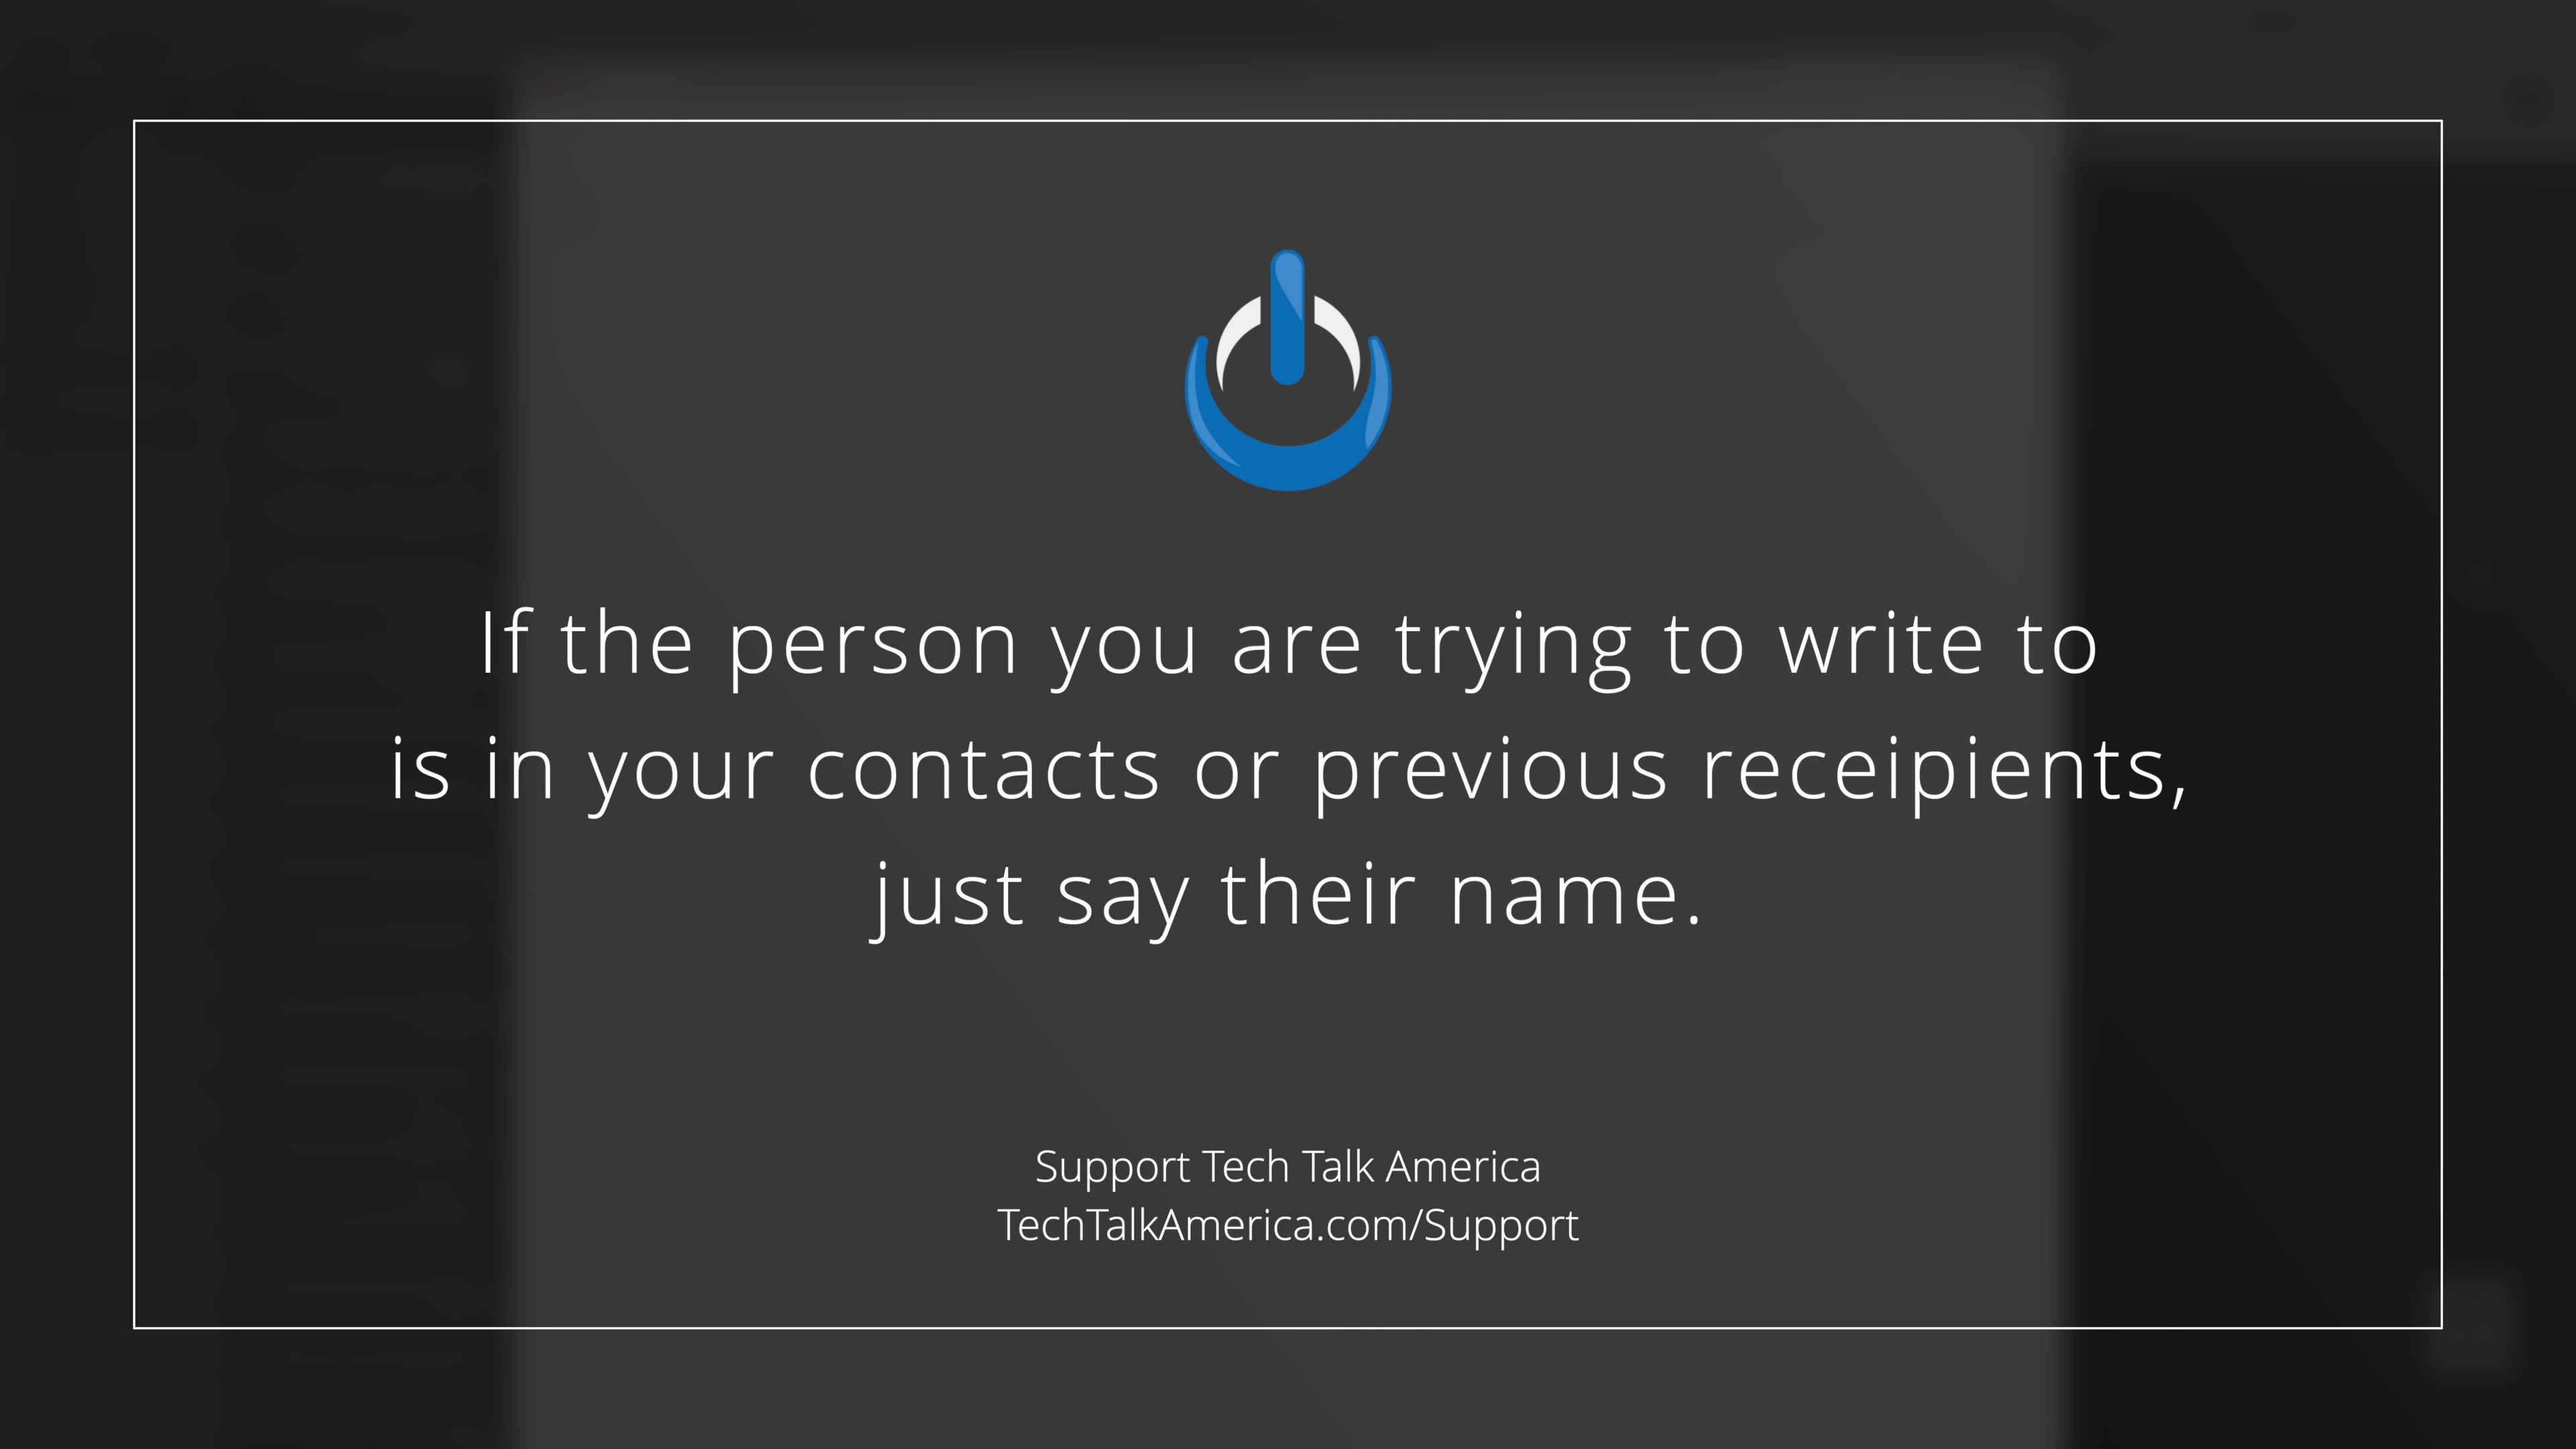 If the person you are trying to write to
is in your contacts or previous receipients,
just say their name.
Support Tech Talk America
TechTalkAmerica.com/Support